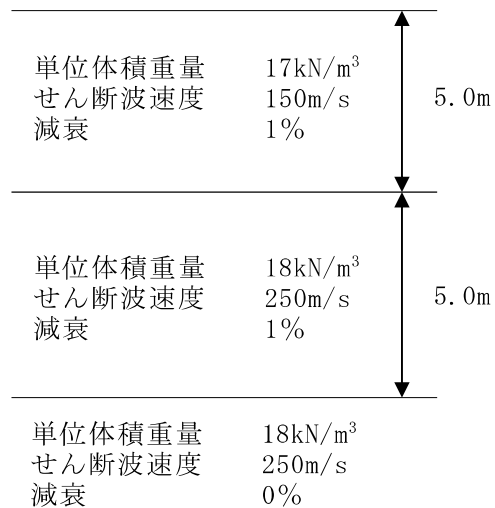 単位体積重量 17kN/m³
せん断波速度 150m/s
減衰 1%
5.0m
単位体積重量 18kN/m³
せん断波速度 250m/s
減衰 1%
5.0m
単位体積重量 18kN/m³
せん断波速度 250m/s
減衰 0%